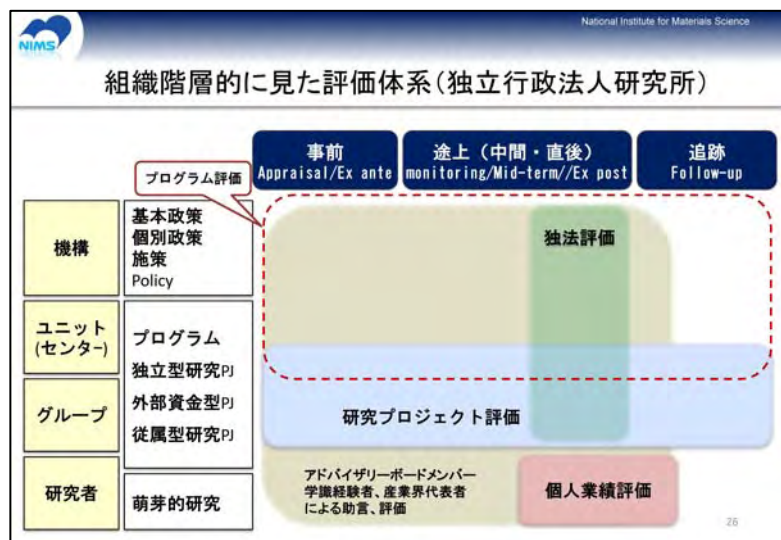 NIMS
National Institute for Materials Science
組織階層的に見た評価体系(独立行政法人研究所)
プログラム評価
事前
Appraisal/Ex ante
途上(中間・直後)
monitoring/Mid-term//Ex post
追跡
Follow-up
機構
基本政策
個別政策
施策
Policy
独法評価
ユニット
(センター)
プログラム
独立型研究PJ
グループ
外部資金型PJ
従属型研究PJ
研究プロジェクト評価
研究者
萌芽的研究
アドバイザリーボードメンバー
学識経験者、産業界代表者
による助言、評価
個人業績評価
26